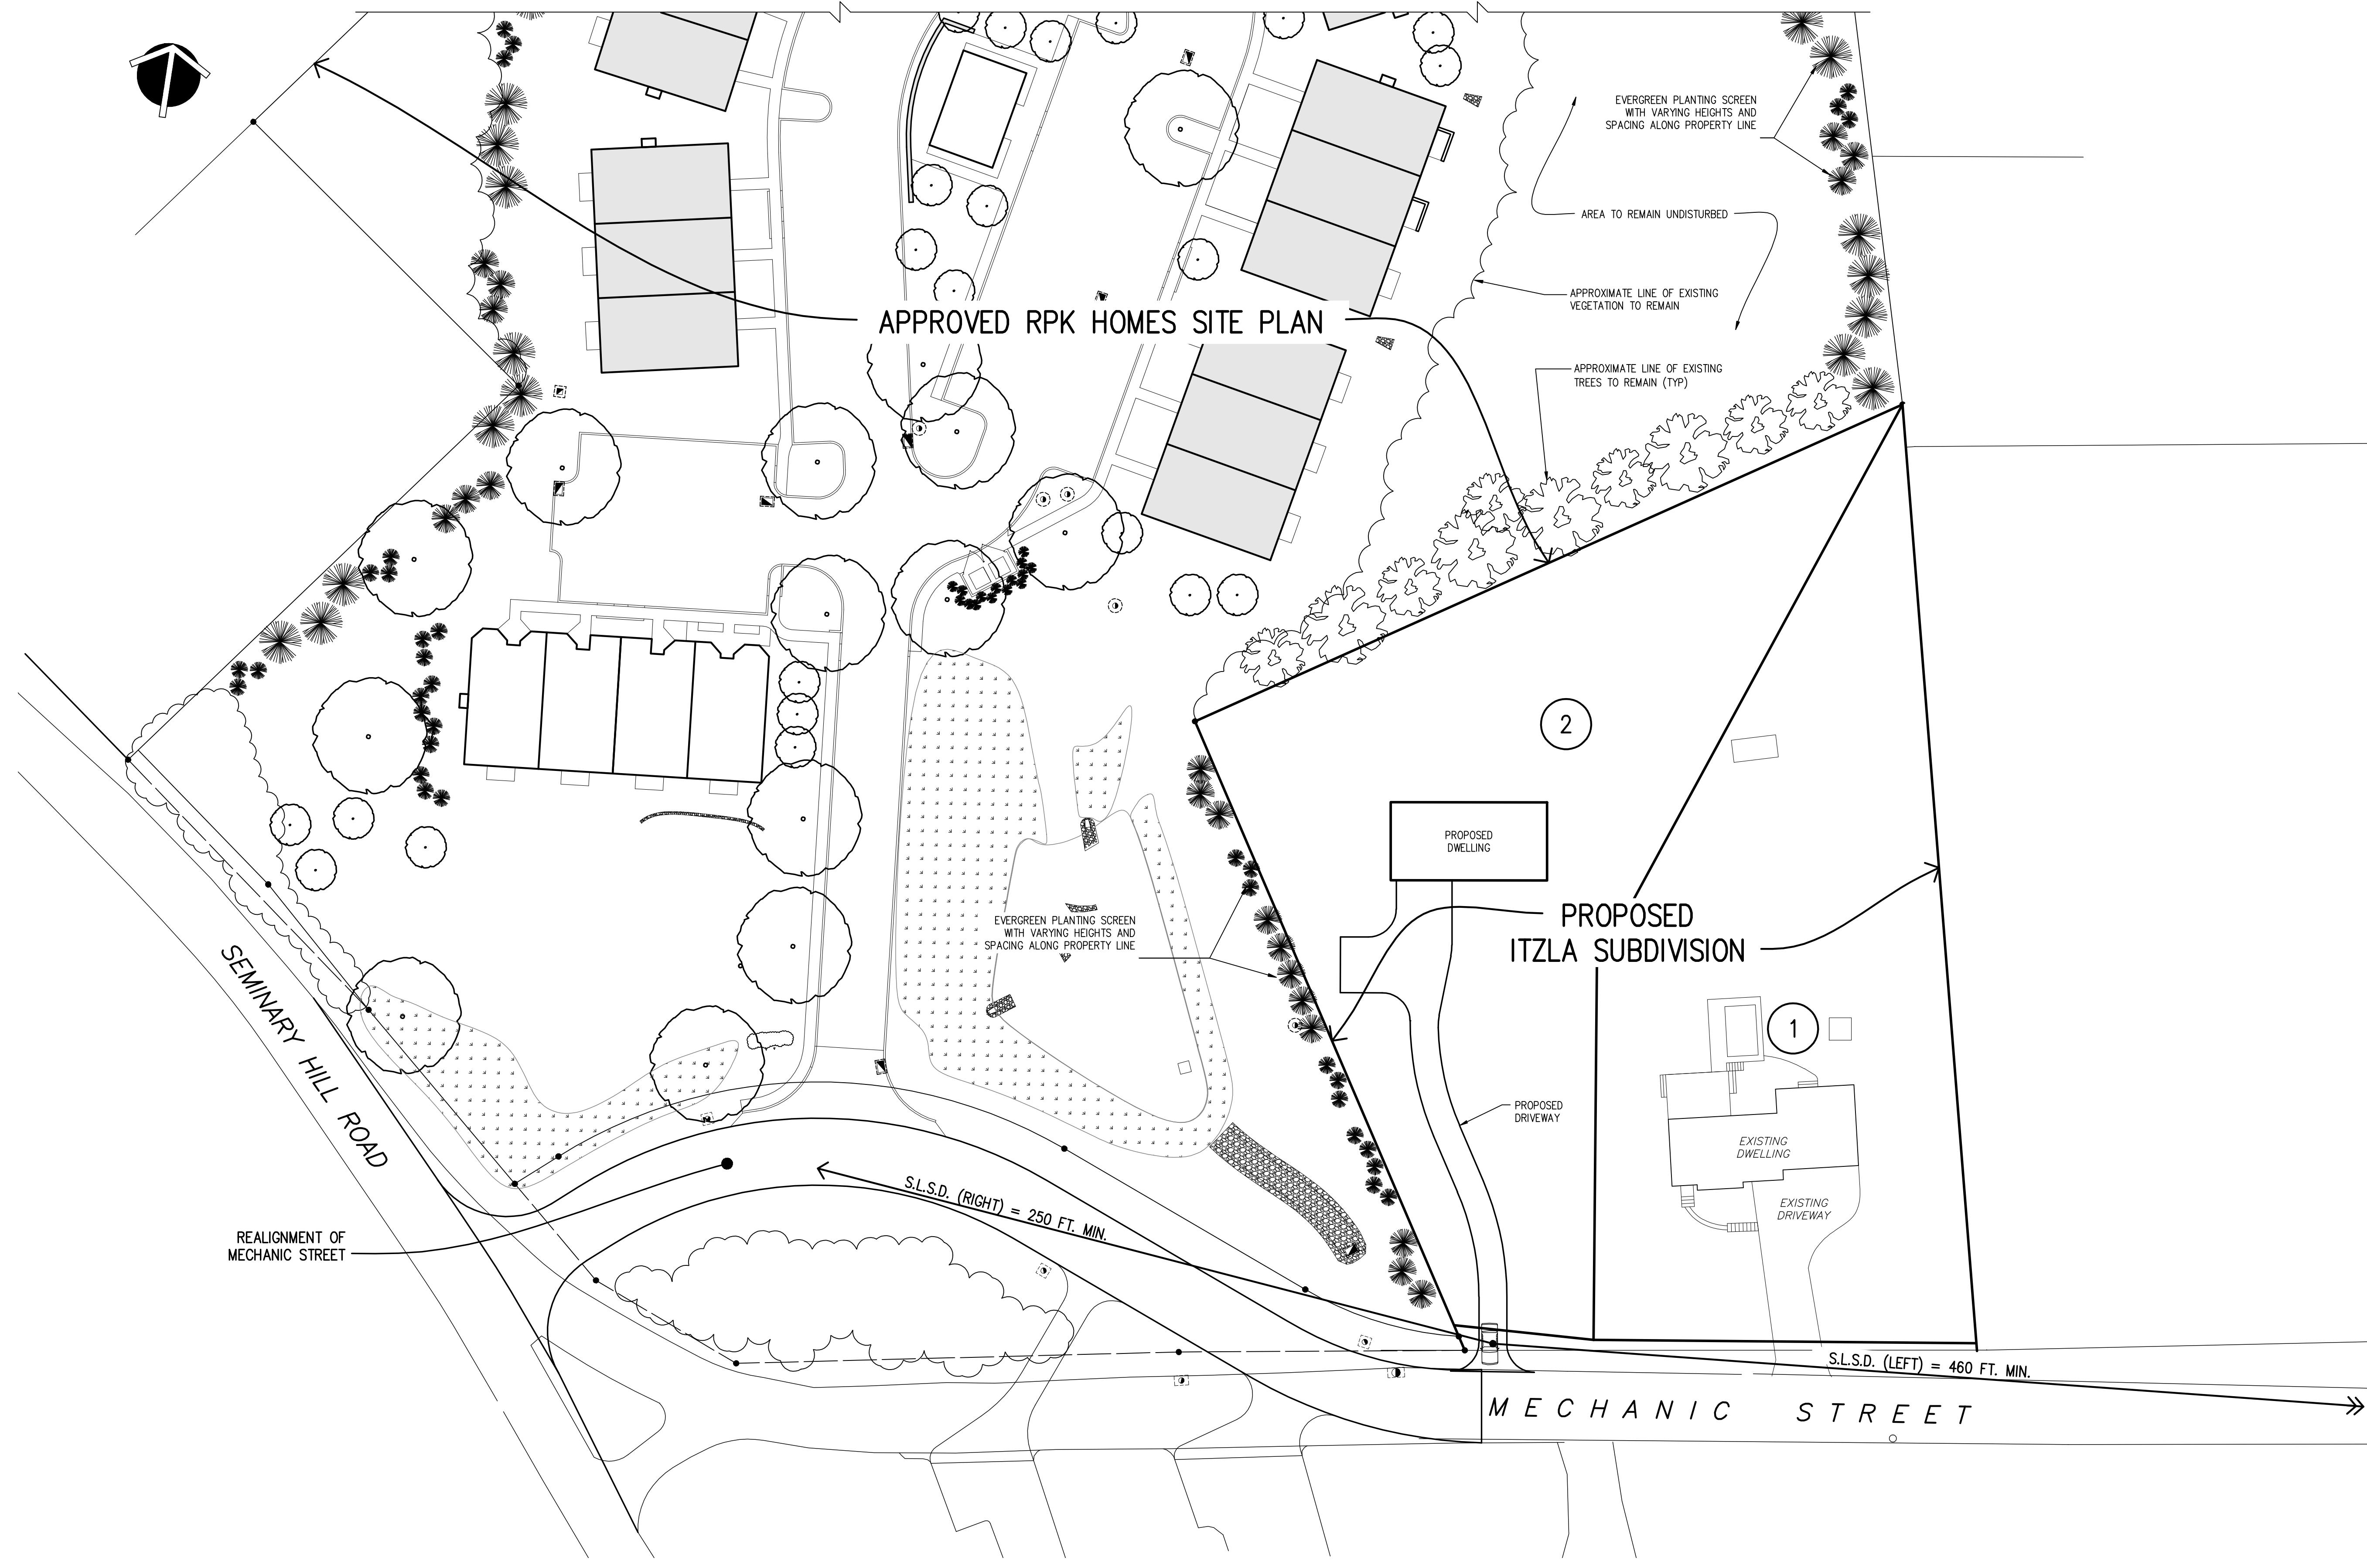 EVERGREEN PLANTING SCREEN
WITH VARYING HEIGHTS AND
SPACING ALONG PROPERTY LINE
AREA TO REMAIN UNDISTURBED
APPROXIMATE LINE OF EXISTING
VEGETATION TO REMAIN
APPROVED RPK HOMES SITE PLAN
APPROXIMATE LINE OF EXISTING
TREES TO REMAIN (TYP)
2
PROPOSED
DWELLING
EVERGREEN PLANTING SCREEN
WITH VARYING HEIGHTS AND
SPACING ALONG PROPERTY LINE
PROPOSED
ITZLA SUBDIVISION
1
SEMINARY HILL ROAD
PROPOSED
DRIVEWAY
EXISTING
DWELLING
EXISTING
DRIVEWAY
S.L.S.D. (RIGHT) = 250 FT. MIN.
REALIGNMENT OF
MECHANIC STREET
S.L.S.D. (LEFT) = 460 FT. MIN.
MECHANIC STREET